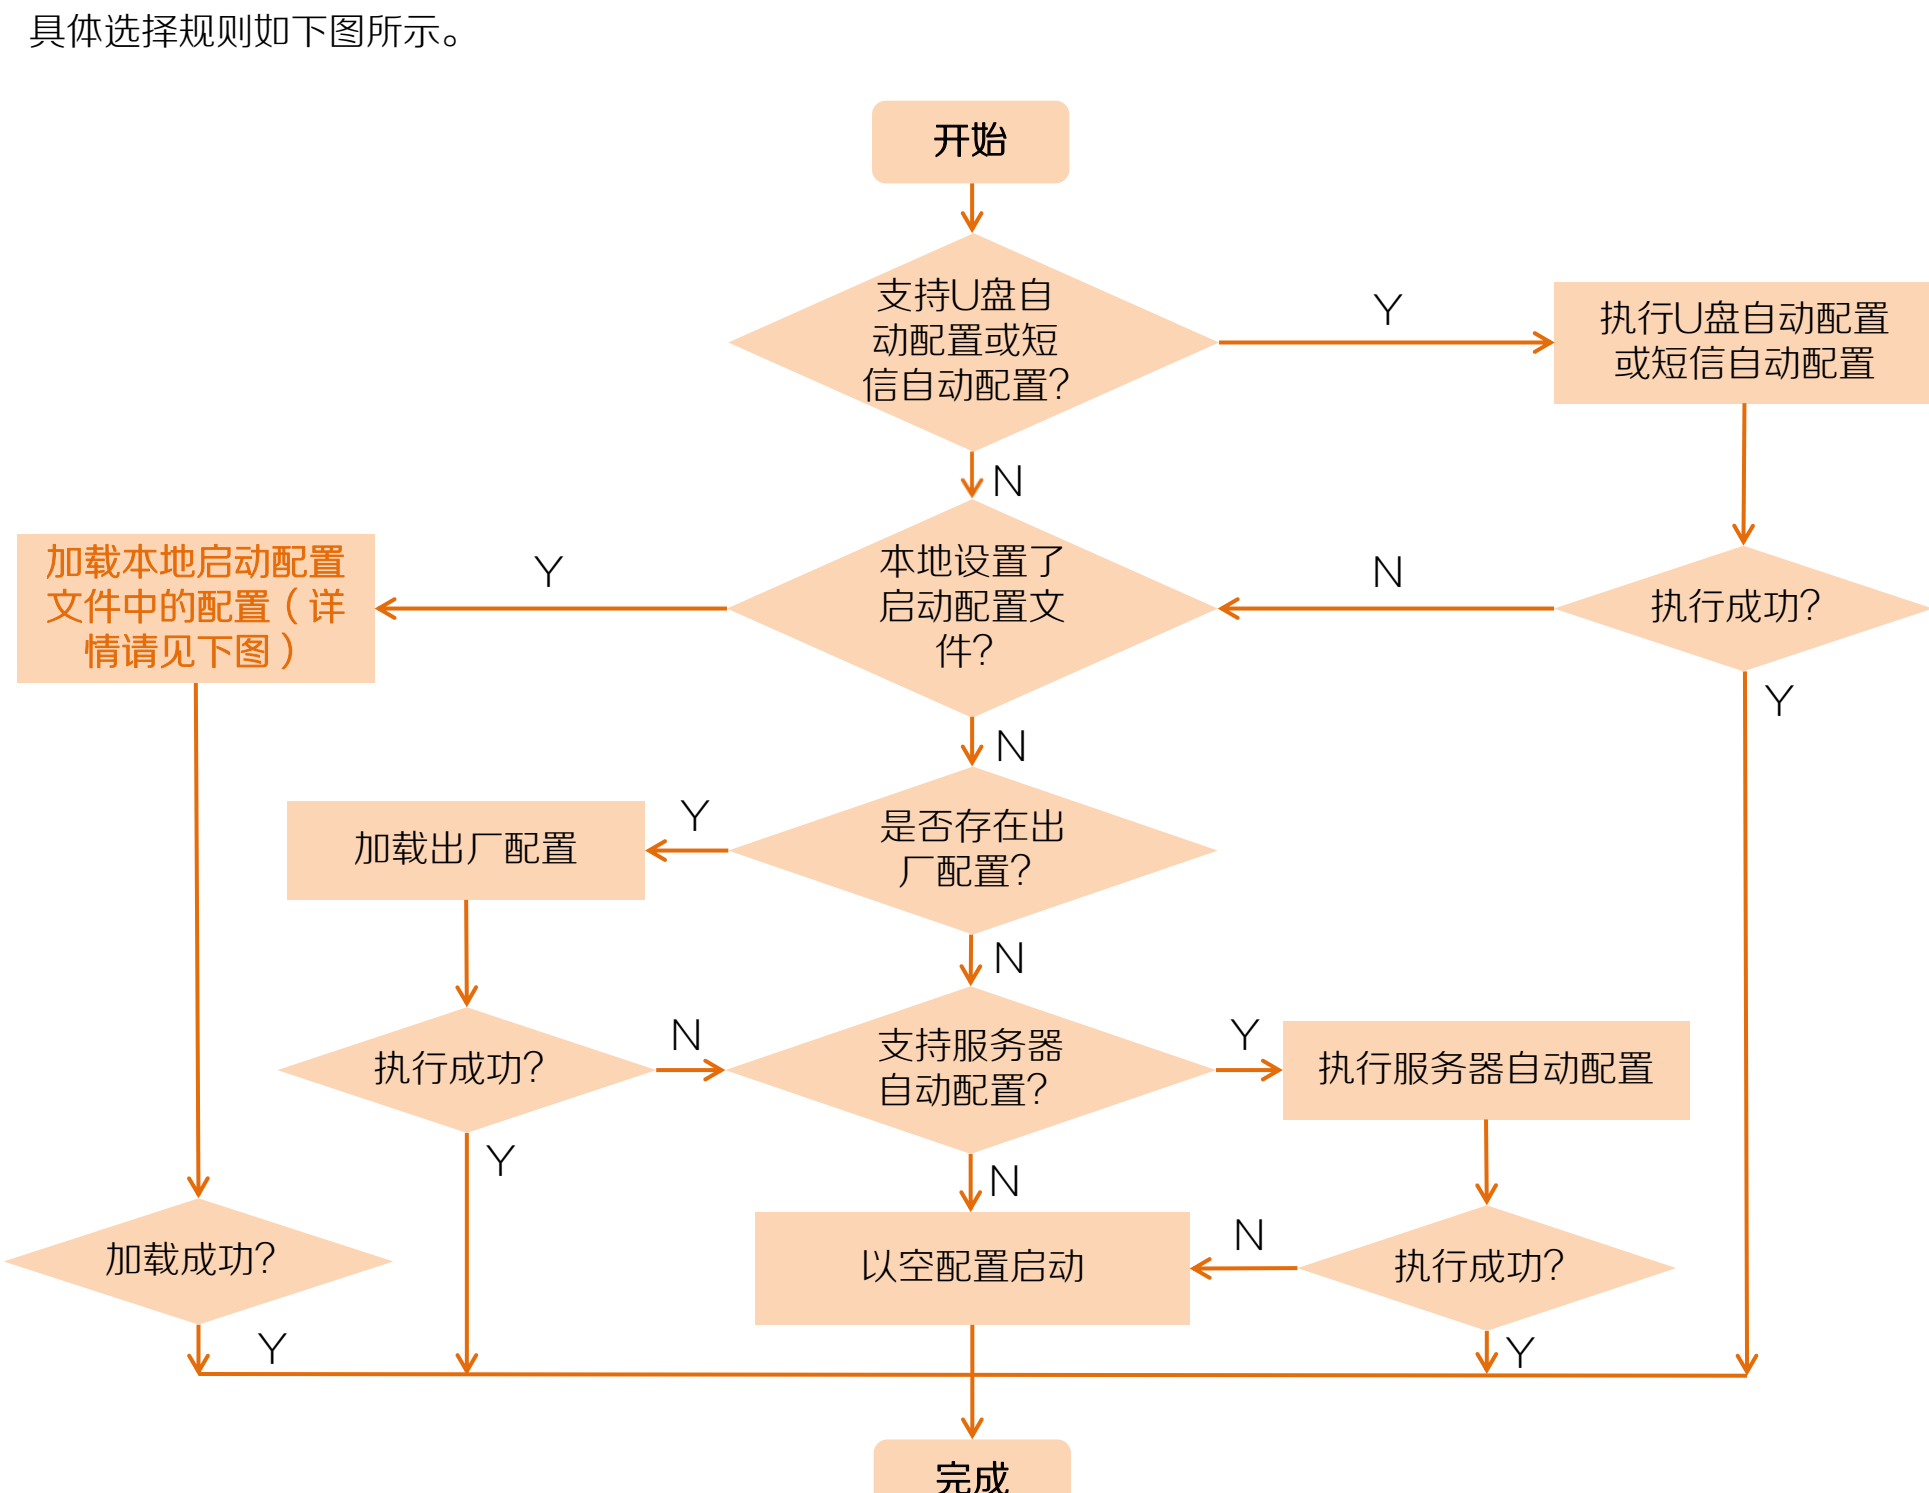 具体选择规则如下图所示。
开始
支持U盘自
动配置或短
信自动配置?
Y
执行U盘自动配置
或短信自动配置
N
加载本地启动配置
文件中的配置（详
情请见下图）
Y
本地设置了
启动配置文
件?
N
执行成功?
Y
N
加载出厂配置
Y
是否存在出
厂配置?
N
执行成功?
N
支持服务器
自动配置?
Y
执行服务器自动配置
Y
N
加载成功?
以空配置启动
N
执行成功?
Y
Y
完成